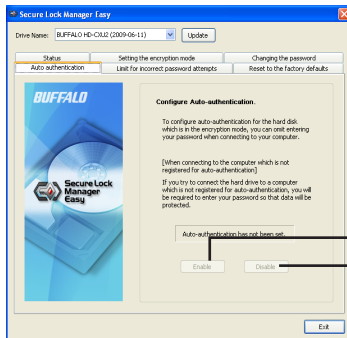 Secure Lock Manager Easy
Drive Name: BUFFALO HD-CXU2 (2009-06-11) Update
Status Setting the encryption mode Changing the password
Auto authentication Limit for incorrect password attempts Reset to the factory defaults
BUFFALO
Secure Lock
Manager
Easy
Configure Auto-authentication.
To configure auto-authentication for the hard disk
which is in the encryption mode, you can omit entering
your password when connecting to your computer.
[When connecting to the computer which is not
registered for auto-authentication]
If you try to connect the hard drive to a computer
which is not registered for auto-authentication, you will
be required to enter your password so that data will be
protected.
Auto-authentication has not been set.
Enable Disable
Exit